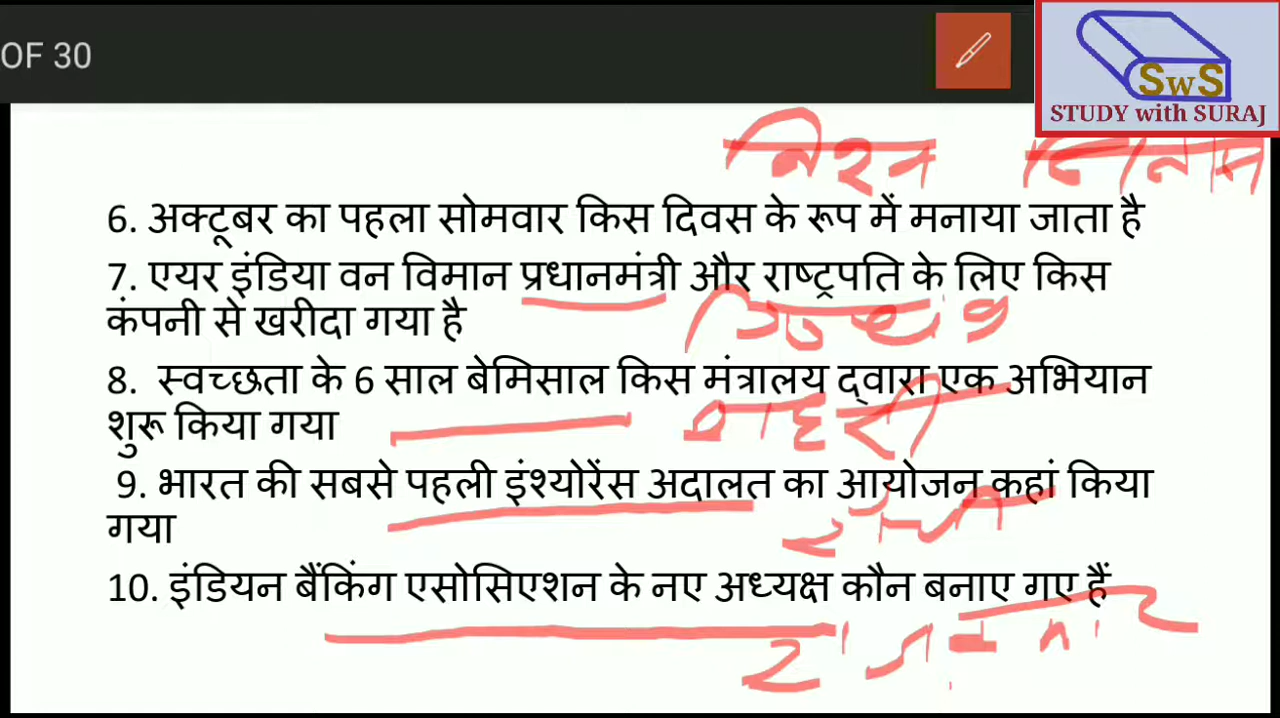 OF 30
SwS
STUDY with SURAJ
विश्व
6. अक्टूबर का पहला सोमवार किस दिवस के रूप में मनाया जाता है
7. एयर इंडिया वन विमान प्रधानमंत्री और राष्ट्रपति के लिए किस
कंपनी से खरीदा गया है
8. स्वच्छता के 6 साल बेमिसाल किस मंत्रालय द्वारा एक अभियान
शहरी
शुरू किया गया
9. भारत की सबसे पहली इंश्योरेंस अदालत का आयोजन कहां किया
रांची
गया
10. इंडियन बैंकिंग एसोसिएशन के नए अध्यक्ष कौन बनाए गए हैं